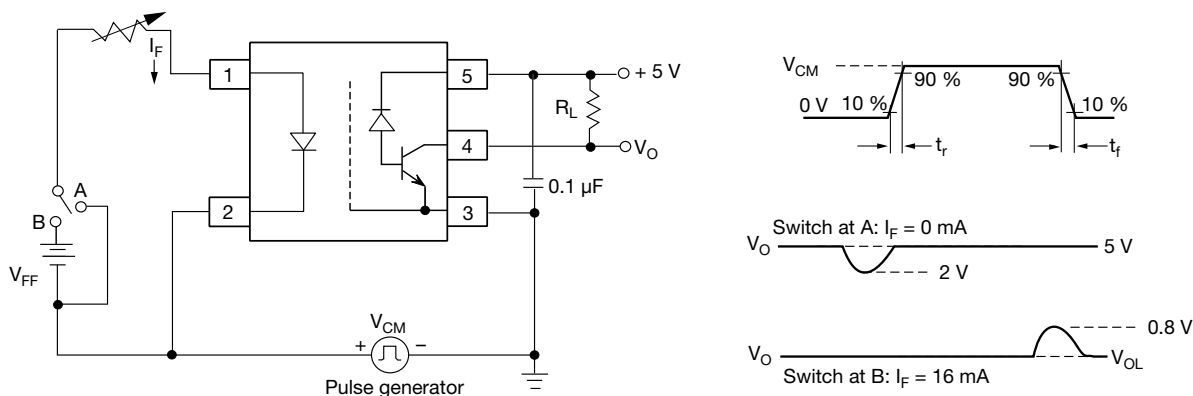 I_F
1
2
5
4
3
+ 5 V
R_L
V_O
0.1 µF
A
B
V_FF
V_CM
+
−
Pulse generator
V_CM
90 % 90 %
0 V 10 % 10 %
t_r t_f
Switch at A: I_F = 0 mA
V_O 5 V
2 V
0.8 V
V_O V_OL
Switch at B: I_F = 16 mA